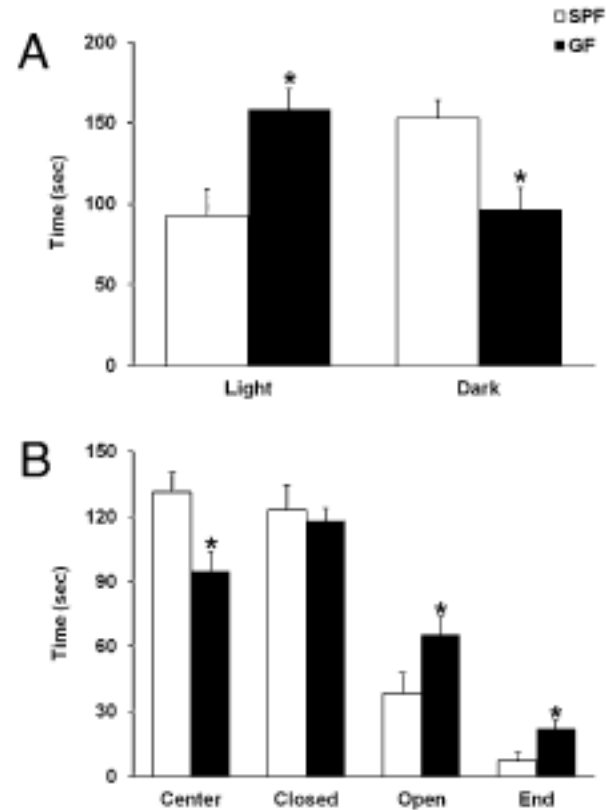 SPF
GF
A
200
150
100
50
0
Time (sec)
*
*
Light Dark
B
150
120
90
60
30
0
Time (sec)
*
*
*
Center Closed Open End